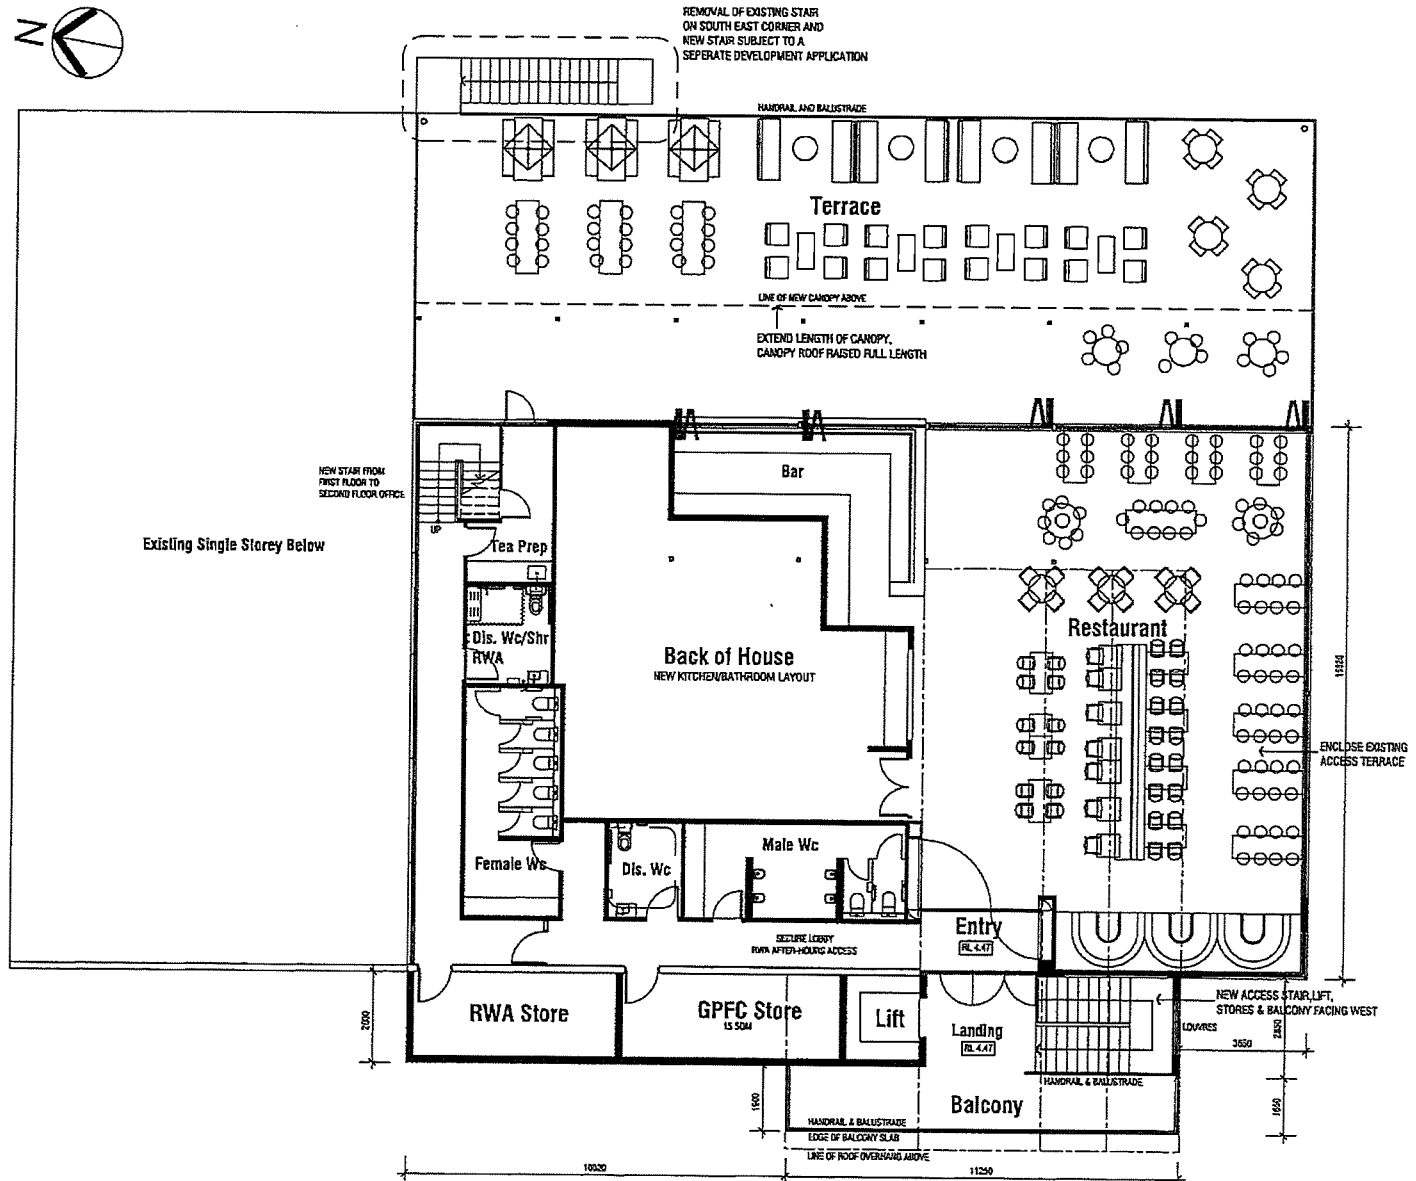 REMOVAL OF EXISTING STAIR
ON SOUTH EAST CORNER AND
NEW STAIR SUBJECT TO A
SEPERATE DEVELOPMENT APPLICATION
N
HANDRAIL AND BALUSTRADE
Terrace
LINE OF NEW CANOPY ABOVE
EXTEND LENGTH OF CANOPY,
CANOPY ROOF RAISED FULL LENGTH
NEW STAIR FROM
FIRST FLOOR TO
SECOND FLOOR OFFICE
UP
Bar
Existing Single Storey Below
Tea Prep
Dis. Wc/Shr
RWA
Restaurant
Back of House
NEW KITCHEN/BATHROOM LAYOUT
ENCLOSE EXISTING
ACCESS TERRACE
Female Wc
Dis. Wc
Male Wc
Entry
RL 4.47
SECURE LOBBY
RWA AFTER-HOURS ACCESS
RWA Store
GPFC Store
15 SQM
Lift
Landing
RL 4.47
NEW ACCESS STAIR,LIFT,
STORES & BALCONY FACING WEST
LOUVRES
2000
3550
HANDRAIL & BALUSTRADE
Balcony
1900
1650
HANDRAIL & BALUSTRADE
EDGE OF BALCONY SLAB
LINE OF ROOF OVERHAND ABOVE
11250